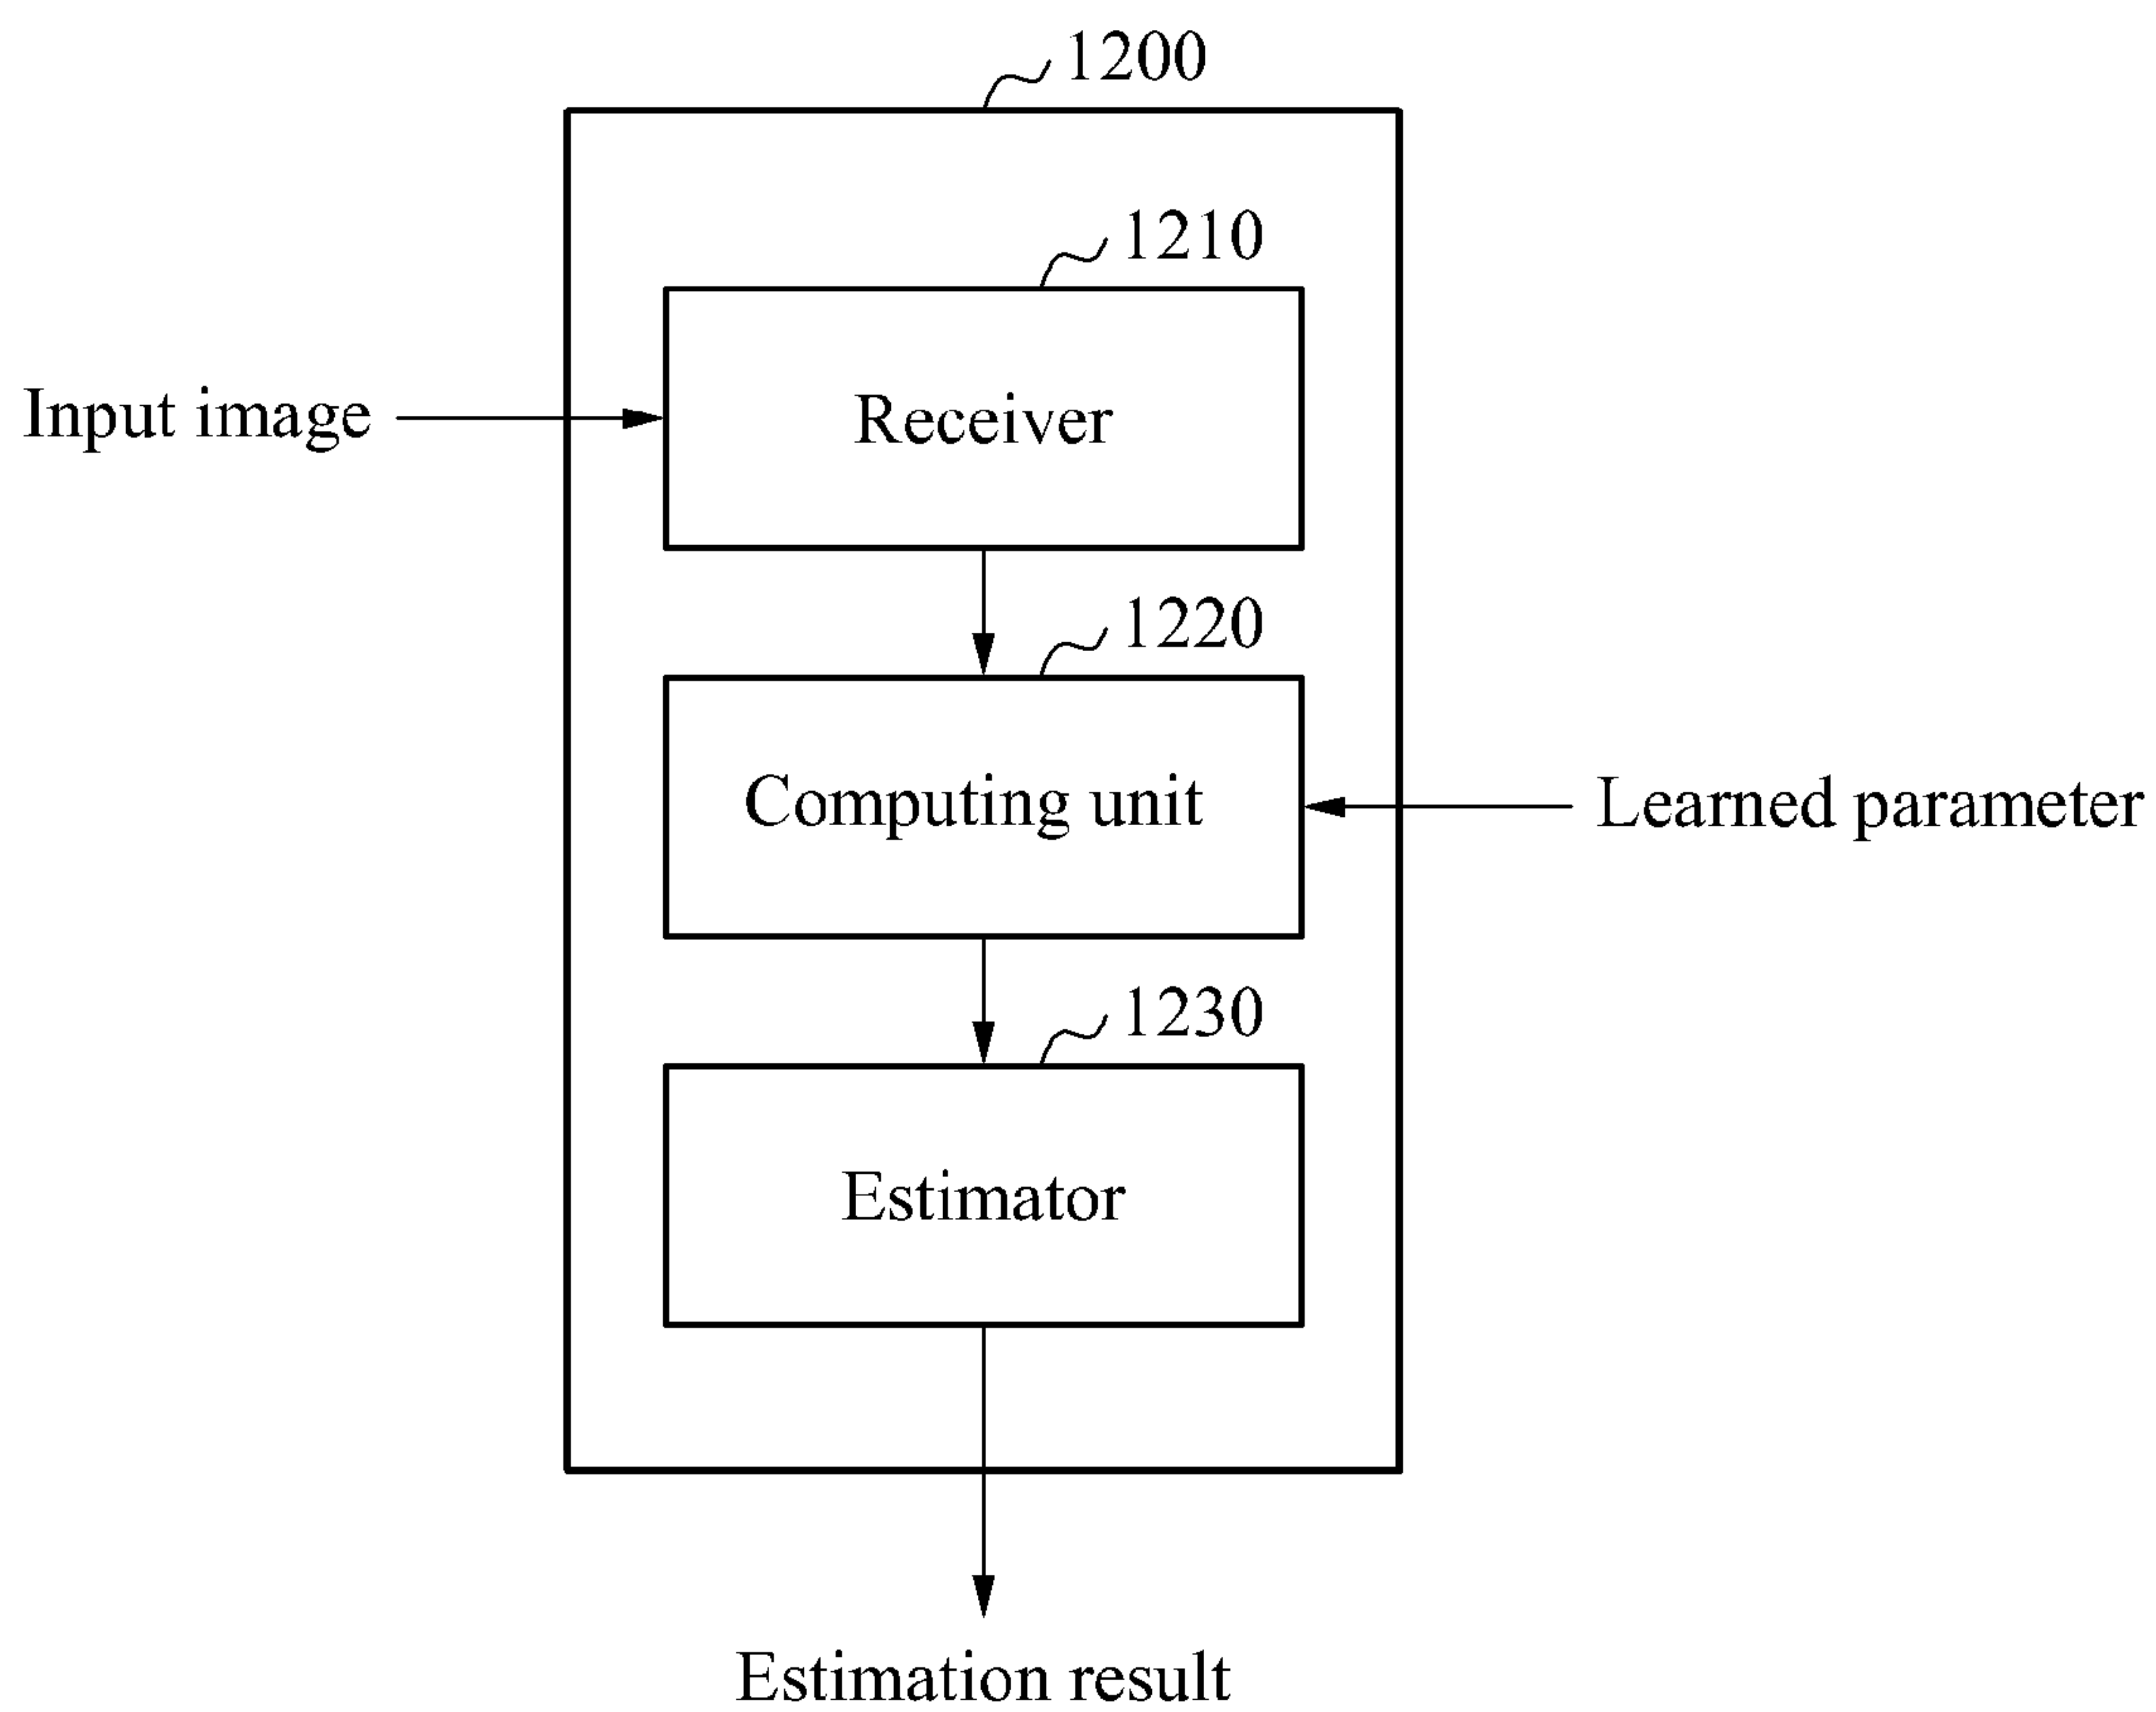 1200
1210
Input image
Receiver
1220
Computing unit
Learned parameter
1230
Estimator
Estimation result